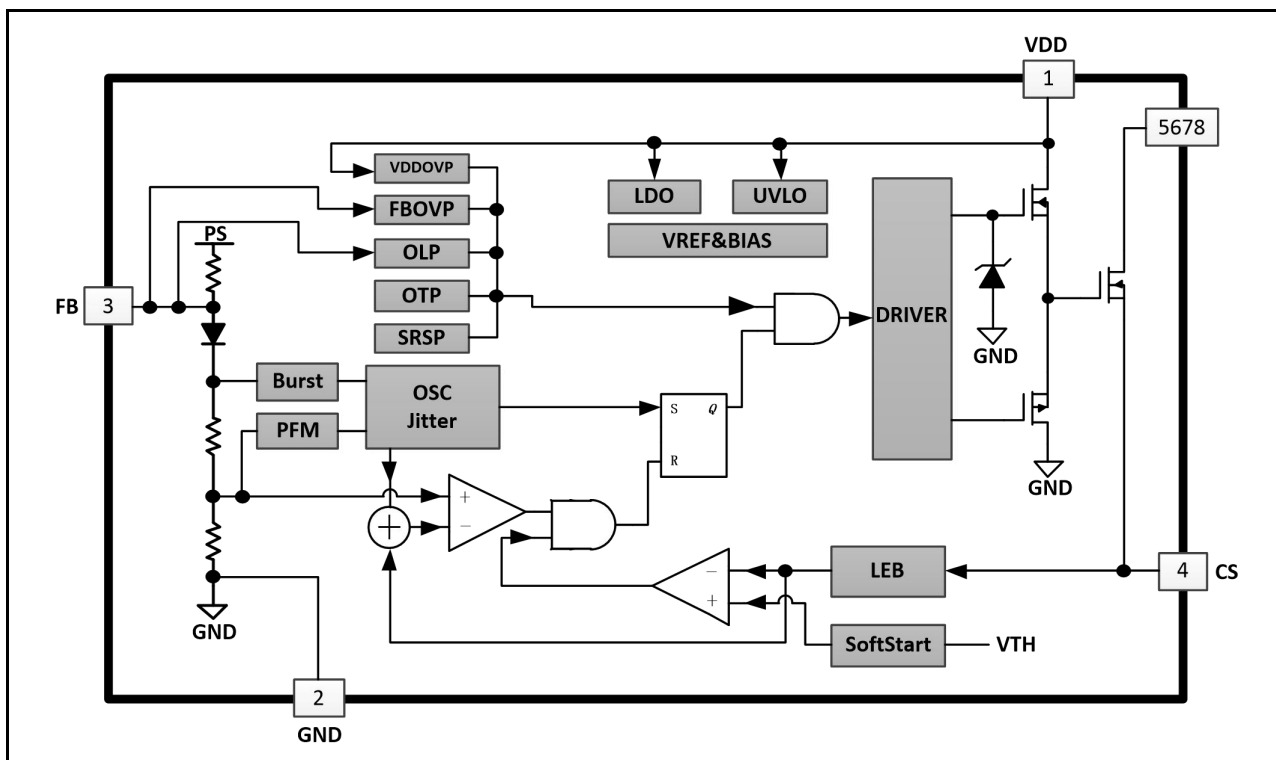 VDD
1
5678
VDDOVP
FBOVP
LDO
UVLO
PS
OLP
VREF&BIAS
FB
3
OTP
SRSP
DRIVER
GND
Burst
OSC
Jitter
PFM
S
Q
R
GND
+
−
+
LEB
−
+
4
CS
GND
SoftStart
VTH
2
GND